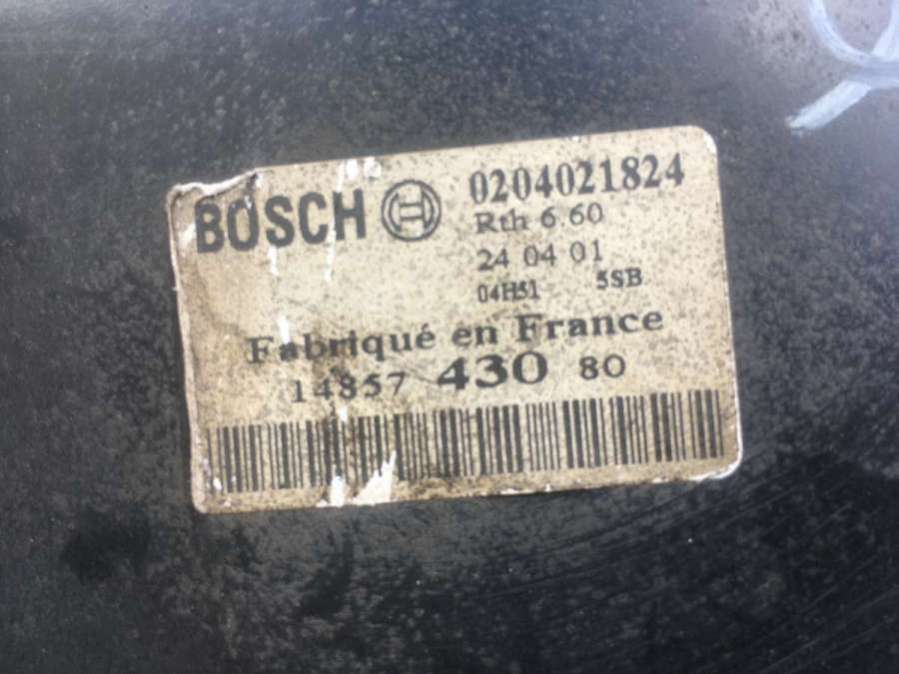 BOSCH 0204021824
Rth 6.60
24 04 01
04H51 5SB
Fabriqué en France
14857 430 80